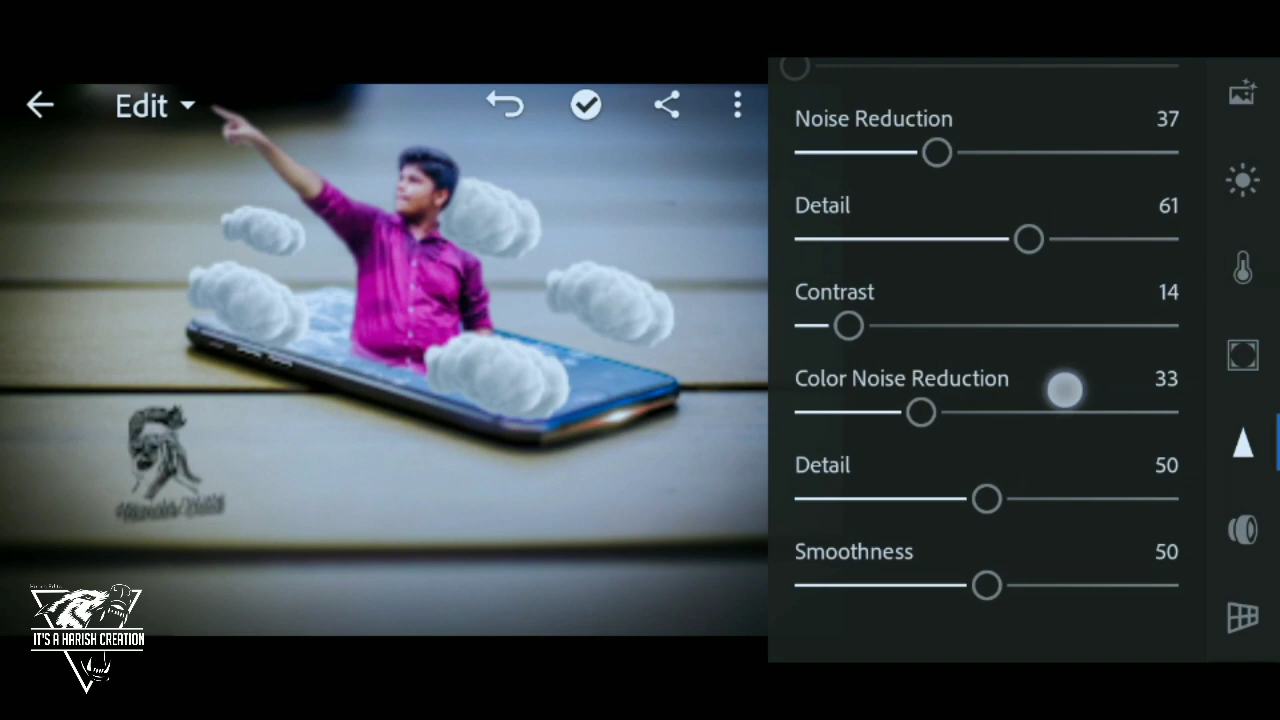 Edit
Noise Reduction 37
Detail 61
Contrast 14
Color Noise Reduction 33
Detail 50
Smoothness 50
IT'S A HARISH CREATION